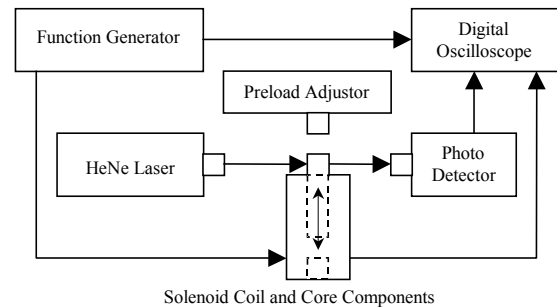 Function Generator
Digital
Oscilloscope
Preload Adjustor
HeNe Laser
Photo
Detector
Solenoid Coil and Core Components